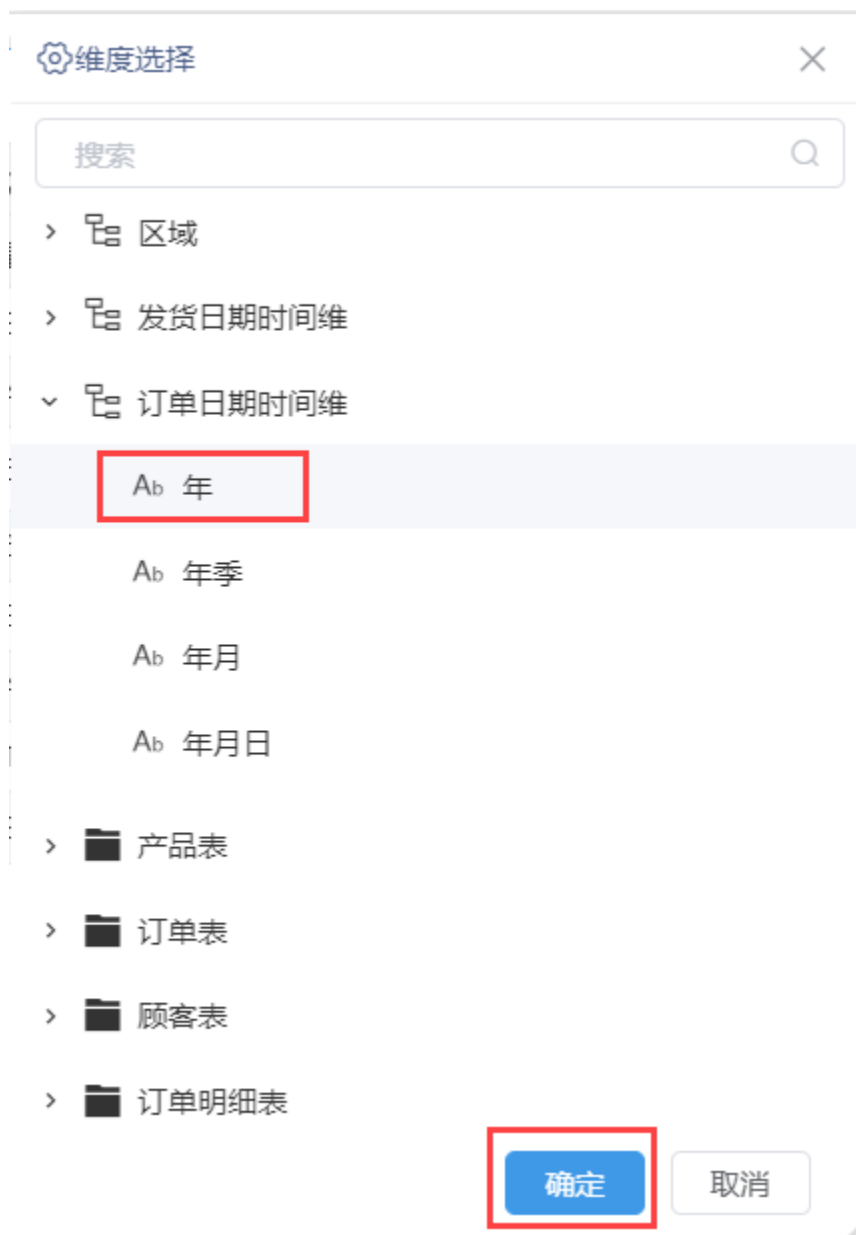 维度选择
搜索
区域
发货日期时间维
订单日期时间维
Ab 年
Ab 年季
Ab 年月
Ab 年月日
产品表
订单表
顾客表
订单明细表
确定 取消